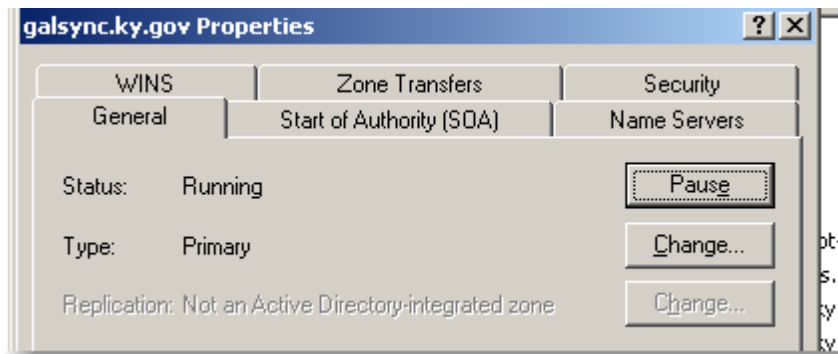 galsync.ky.gov Properties
WINS Zone Transfers Security
General Start of Authority (SOA) Name Servers
Status: Running Pause
Type: Primary Change...
Replication: Not an Active Directory-integrated zone Change...